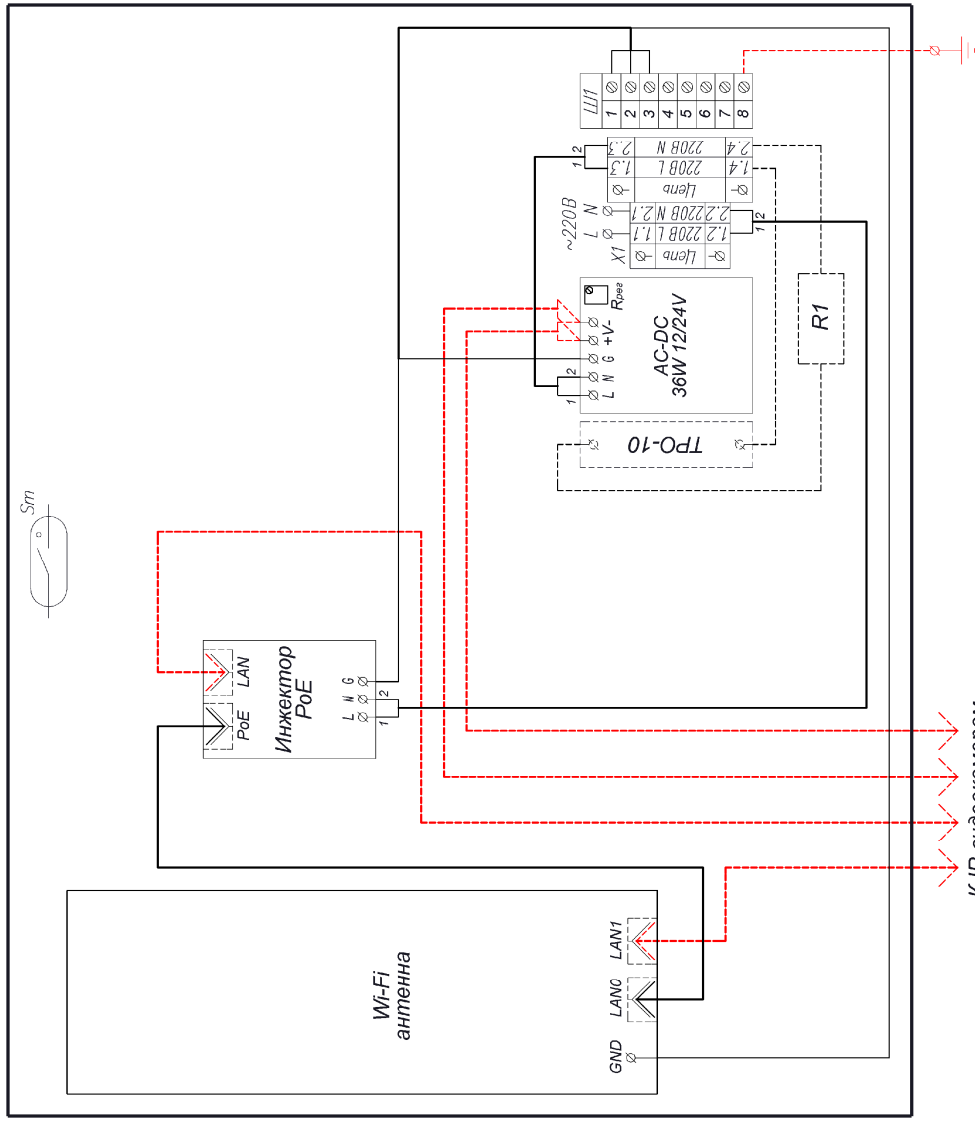 Sm
PoE
LAN
Инжектор
PoE
L N G
1 2
Wi-Fi
антенна
GND
LAN0
LAN1
ТРО-10
1 2
L N G +V-
Rрег
AC-DC
36W 12/24V
R1
~220В
L N
X1
Цепь
1.1 220В L 1.2
2.1 220В N 2.2
1 2
1 2
Цепь
1.3 220В L 1.4
2.3 220В N 2.4
Ш1
1
2
3
4
5
6
7
8